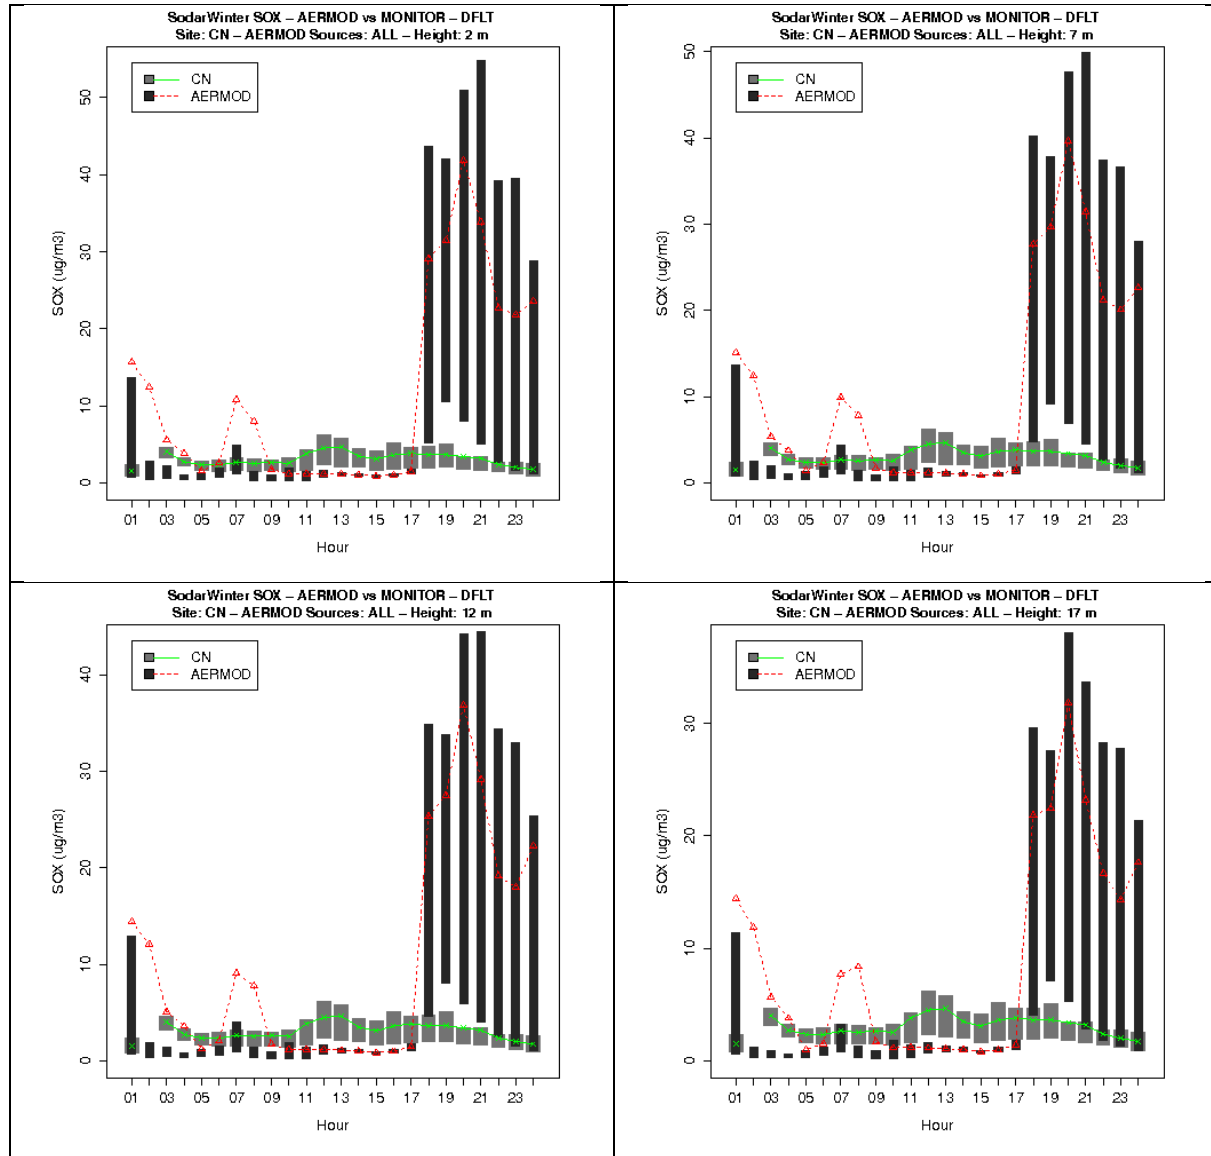 SodarWinter SOX – AERMOD vs MONITOR – DFLT
Site: CN – AERMOD Sources: ALL – Height: 2 m
CN
AERMOD
SOX (ug/m3)
50
40
30
20
10
0
01 03 05 07 09 11 13 15 17 19 21 23
Hour
SodarWinter SOX – AERMOD vs MONITOR – DFLT
Site: CN – AERMOD Sources: ALL – Height: 7 m
CN
AERMOD
SOX (ug/m3)
50
40
30
20
10
0
01 03 05 07 09 11 13 15 17 19 21 23
Hour
SodarWinter SOX – AERMOD vs MONITOR – DFLT
Site: CN – AERMOD Sources: ALL – Height: 12 m
CN
AERMOD
SOX (ug/m3)
40
30
20
10
0
01 03 05 07 09 11 13 15 17 19 21 23
Hour
SodarWinter SOX – AERMOD vs MONITOR – DFLT
Site: CN – AERMOD Sources: ALL – Height: 17 m
CN
AERMOD
SOX (ug/m3)
30
20
10
0
01 03 05 07 09 11 13 15 17 19 21 23
Hour